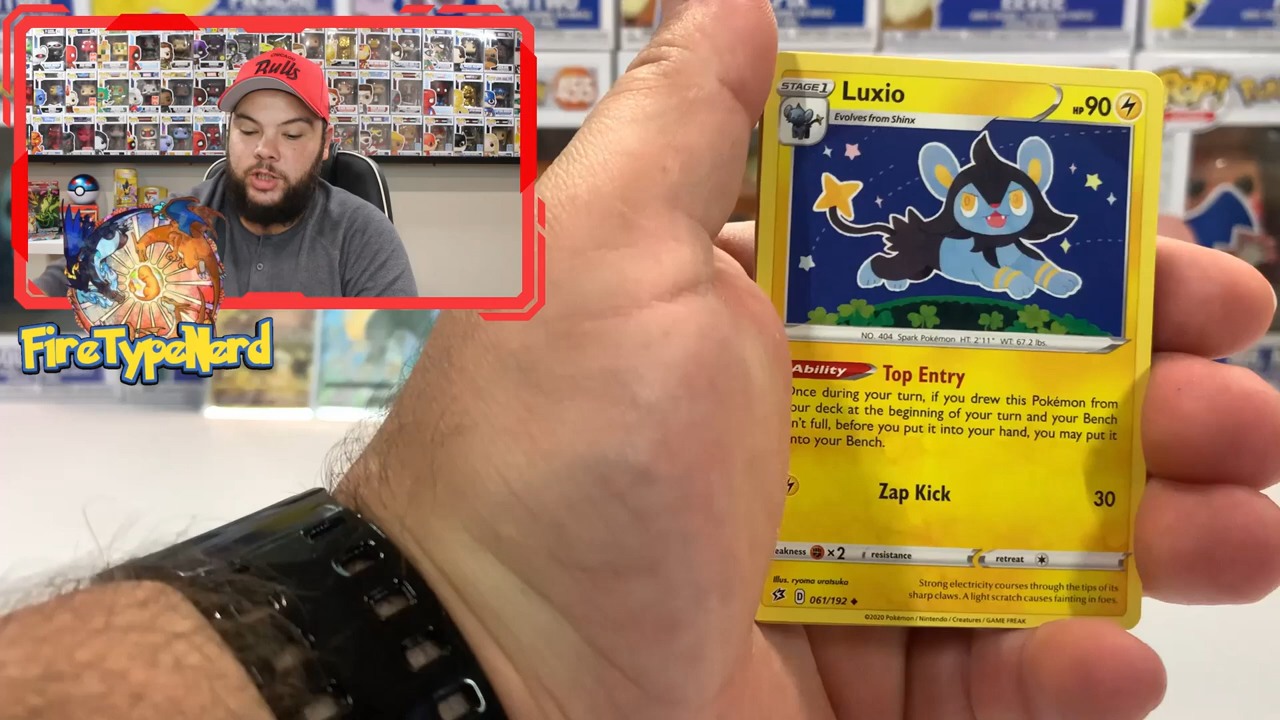 Bulls
FireTypeNerd
STAGE 1
Luxio
HP 90
Evolves from Shinx
NO. 404 Spark Pokémon HT: 2'11" WT: 67.2 lbs.
Ability Top Entry
Once during your turn, if you drew this Pokémon from
our deck at the beginning of your turn and your Bench
n't full, before you put it into your hand, you may put it
nto your Bench.
Zap Kick 30
eakness ×2 resistance retreat
Illus. ryoma uratsuka
D 061/192
Strong electricity courses through the tips of its
sharp claws. A light scratch causes fainting in foes.
©2020 Pokémon / Nintendo / Creatures / GAME FREAK
POP!
EEVEE